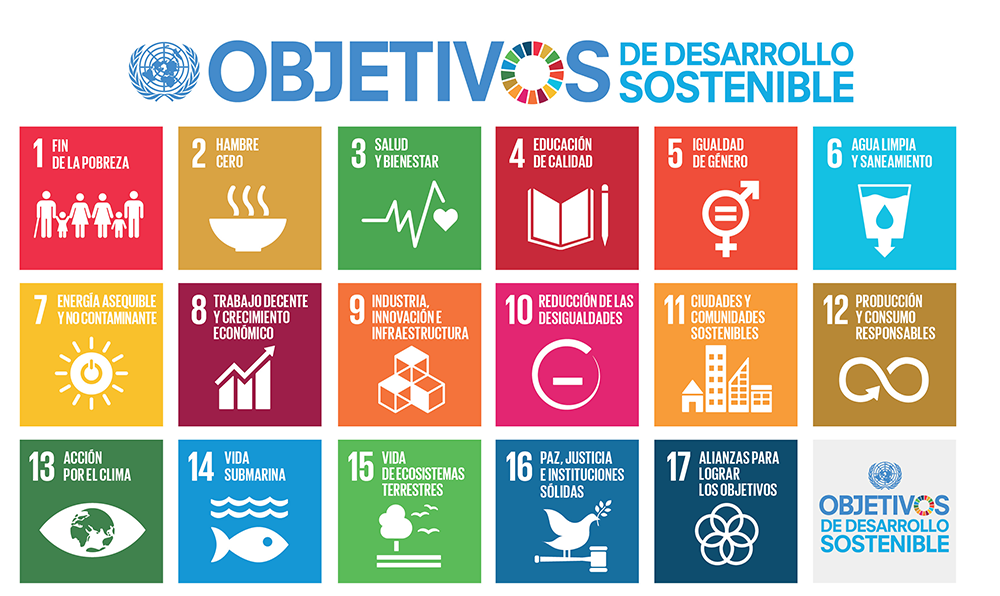 OBJETIVOS
DE DESARROLLO
SOSTENIBLE
1 FIN
DE LA POBREZA
2 HAMBRE
CERO
3 SALUD
Y BIENESTAR
4 EDUCACIÓN
DE CALIDAD
5 IGUALDAD
DE GÉNERO
6 AGUA LIMPIA
Y SANEAMIENTO
7 ENERGÍA ASEQUIBLE
Y NO CONTAMINANTE
8 TRABAJO DECENTE
Y CRECIMIENTO
ECONÓMICO
9 INDUSTRIA,
INNOVACIÓN E
INFRAESTRUCTURA
10 REDUCCIÓN DE LAS
DESIGUALDADES
11 CIUDADES Y
COMUNIDADES
SOSTENIBLES
12 PRODUCCIÓN
Y CONSUMO
RESPONSABLES
13 ACCIÓN
POR EL CLIMA
14 VIDA
SUBMARINA
15 VIDA
DE ECOSISTEMAS
TERRESTRES
16 PAZ, JUSTICIA
E INSTITUCIONES
SÓLIDAS
17 ALIANZAS PARA
LOGRAR
LOS OBJETIVOS
OBJETIVOS
DE DESARROLLO
SOSTENIBLE